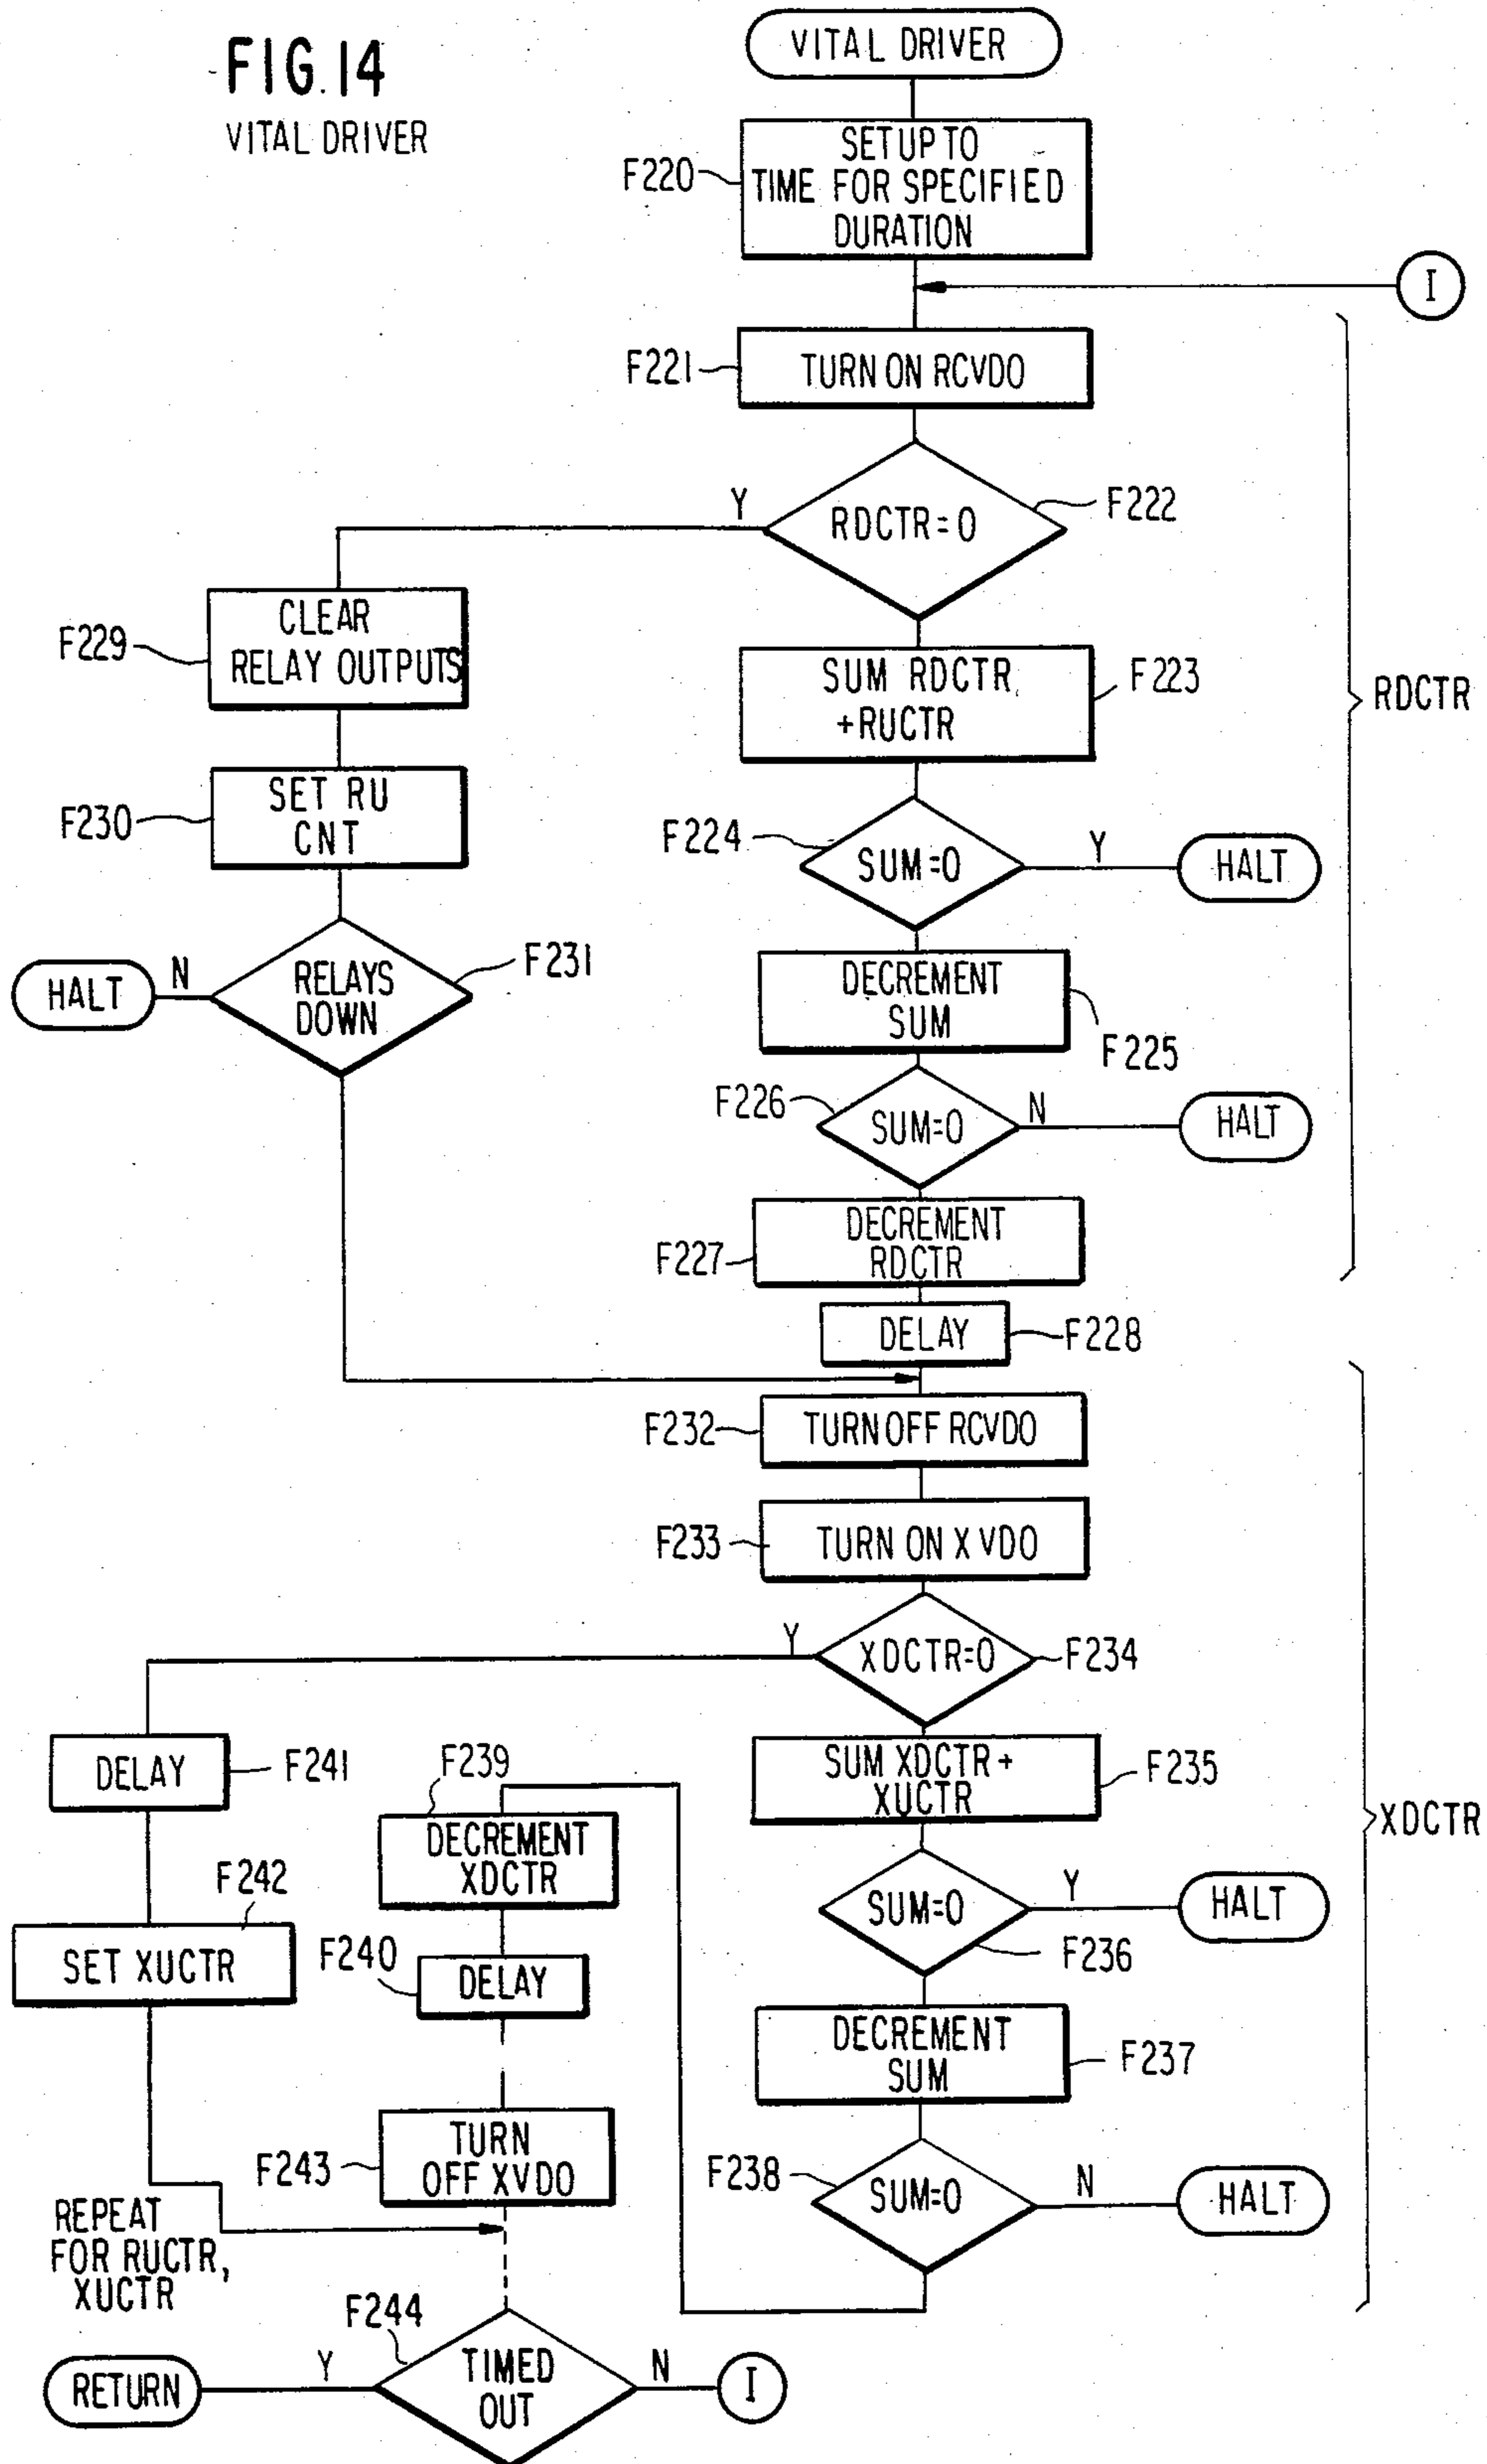 FIG. 14
VITAL DRIVER
VITAL DRIVER
F220
SET UP TO
TIME FOR SPECIFIED
DURATION
I
F221
TURN ON RCVDO
Y
RDCTR=0
F222
F229
CLEAR
RELAY OUTPUTS
SUM RDCTR
+RUCTR
F223
RDCTR
F230
SET RU
CNT
F224
SUM=0
Y
HALT
HALT
N
RELAYS
DOWN
F231
DECREMENT
SUM
F225
F226
SUM=0
N
HALT
F227
DECREMENT
RDCTR
DELAY
F228
F232
TURN OFF RCVDO
F233
TURN ON XVDO
Y
XDCTR=0
F234
DELAY
F241
F239
DECREMENT
XDCTR
SUM XDCTR+
XUCTR
F235
XDCTR
F242
SET XUCTR
F240
DELAY
SUM=0
Y
HALT
F236
DECREMENT
SUM
F237
F243
TURN
OFF XVDO
F238
SUM=0
N
HALT
REPEAT
FOR RUCTR,
XUCTR
F244
RETURN
Y
TIMED
OUT
N
I